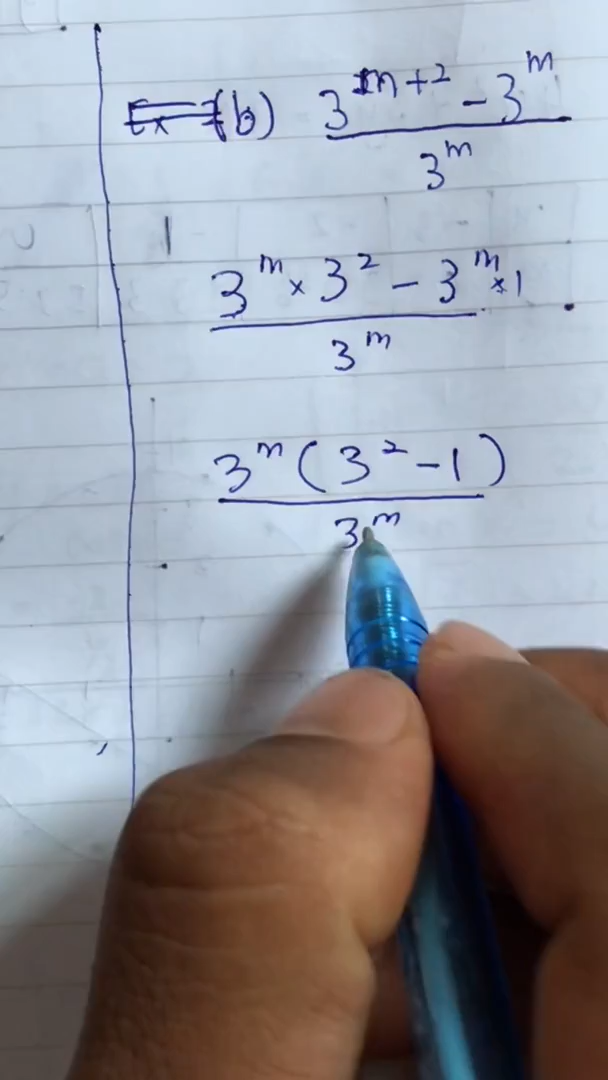 (b) 3^{m+2} - 3^m
3^m
3^m × 3^2 - 3^m × 1
3^m
3^m (3^2 - 1)
3^m